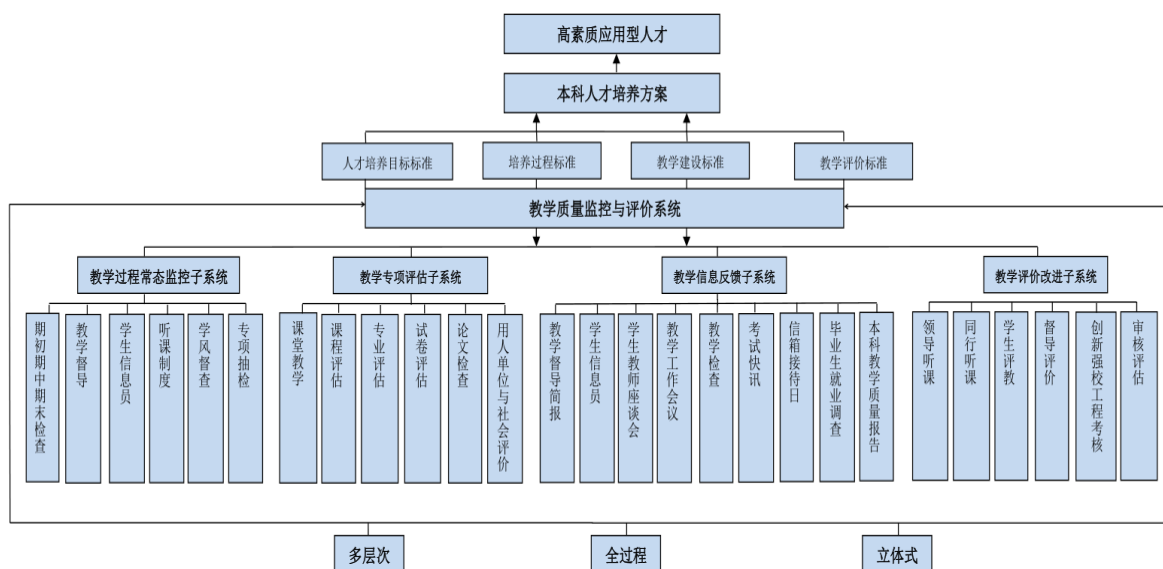 高素质应用型人才
本科人才培养方案
人才培养目标标准
培养过程标准
教学建设标准
教学评价标准
教学质量监控与评价系统
教学过程常态监控子系统
教学专项评估子系统
教学信息反馈子系统
教学评价改进子系统
期初期中期末检查
教学督导
学生信息员
听课制度
学风督查
专项抽检
课堂教学
课程评估
专业评估
试卷评估
论文检查
用人单位与社会评价
教学督导简报
学生信息员
学生教师座谈会
教学工作会议
教学检查
考试快讯
信箱接待日
毕业生就业调查
本科教学质量报告
领导听课
同行听课
学生评教
督导评价
创新强校工程考核
审核评估
多层次
全过程
立体式